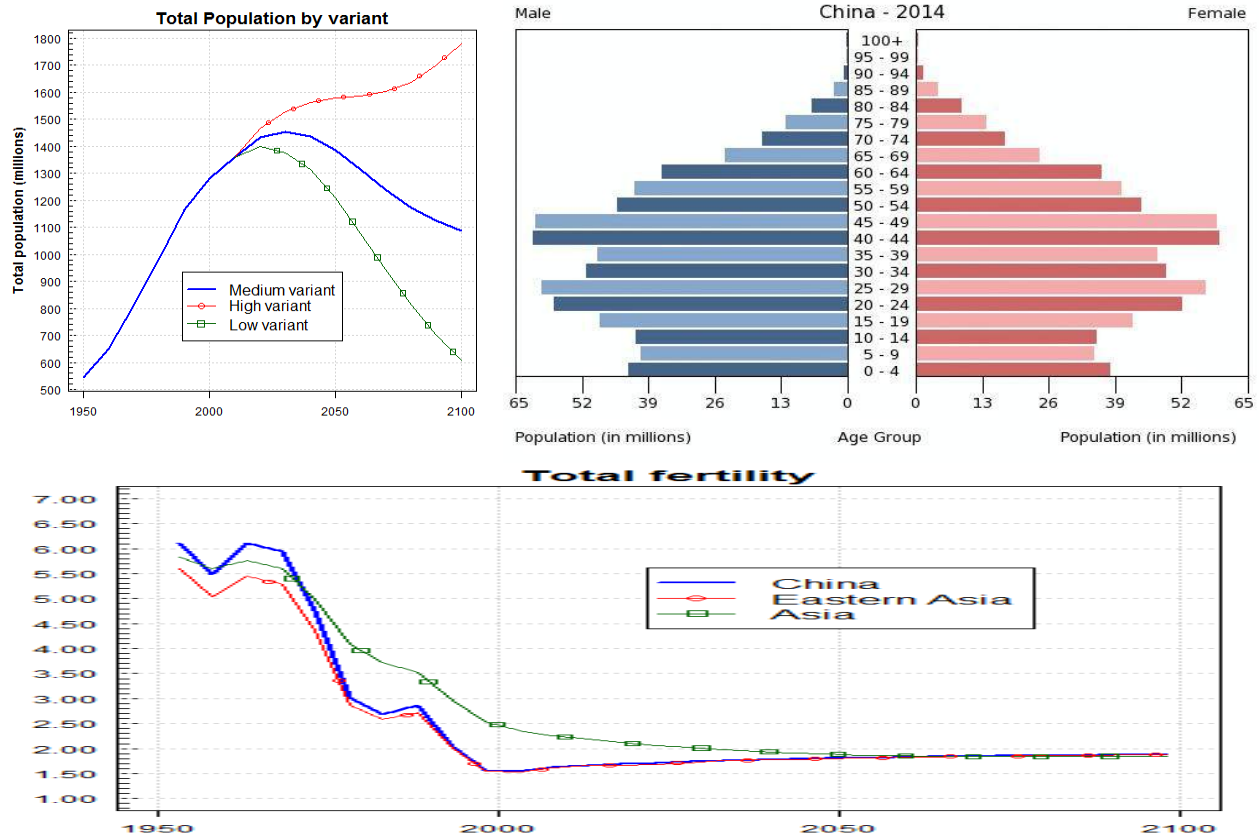 Total Population by variant
Total population (millions)
1800
1700
1600
1500
1400
1300
1200
1100
1000
900
800
700
600
500
Medium variant
High variant
Low variant
1950 2000 2050 2100
Male China - 2014 Female
100+
95 - 99
90 - 94
85 - 89
80 - 84
75 - 79
70 - 74
65 - 69
60 - 64
55 - 59
50 - 54
45 - 49
40 - 44
35 - 39
30 - 34
25 - 29
20 - 24
15 - 19
10 - 14
5 - 9
0 - 4
65 52 39 26 13 0 0 13 26 39 52 65
Population (in millions) Age Group Population (in millions)
Total fertility
7.00
6.50
6.00
5.50
5.00
4.50
4.00
3.50
3.00
2.50
2.00
1.50
1.00
China
Eastern Asia
Asia
1950 2000 2050 2100